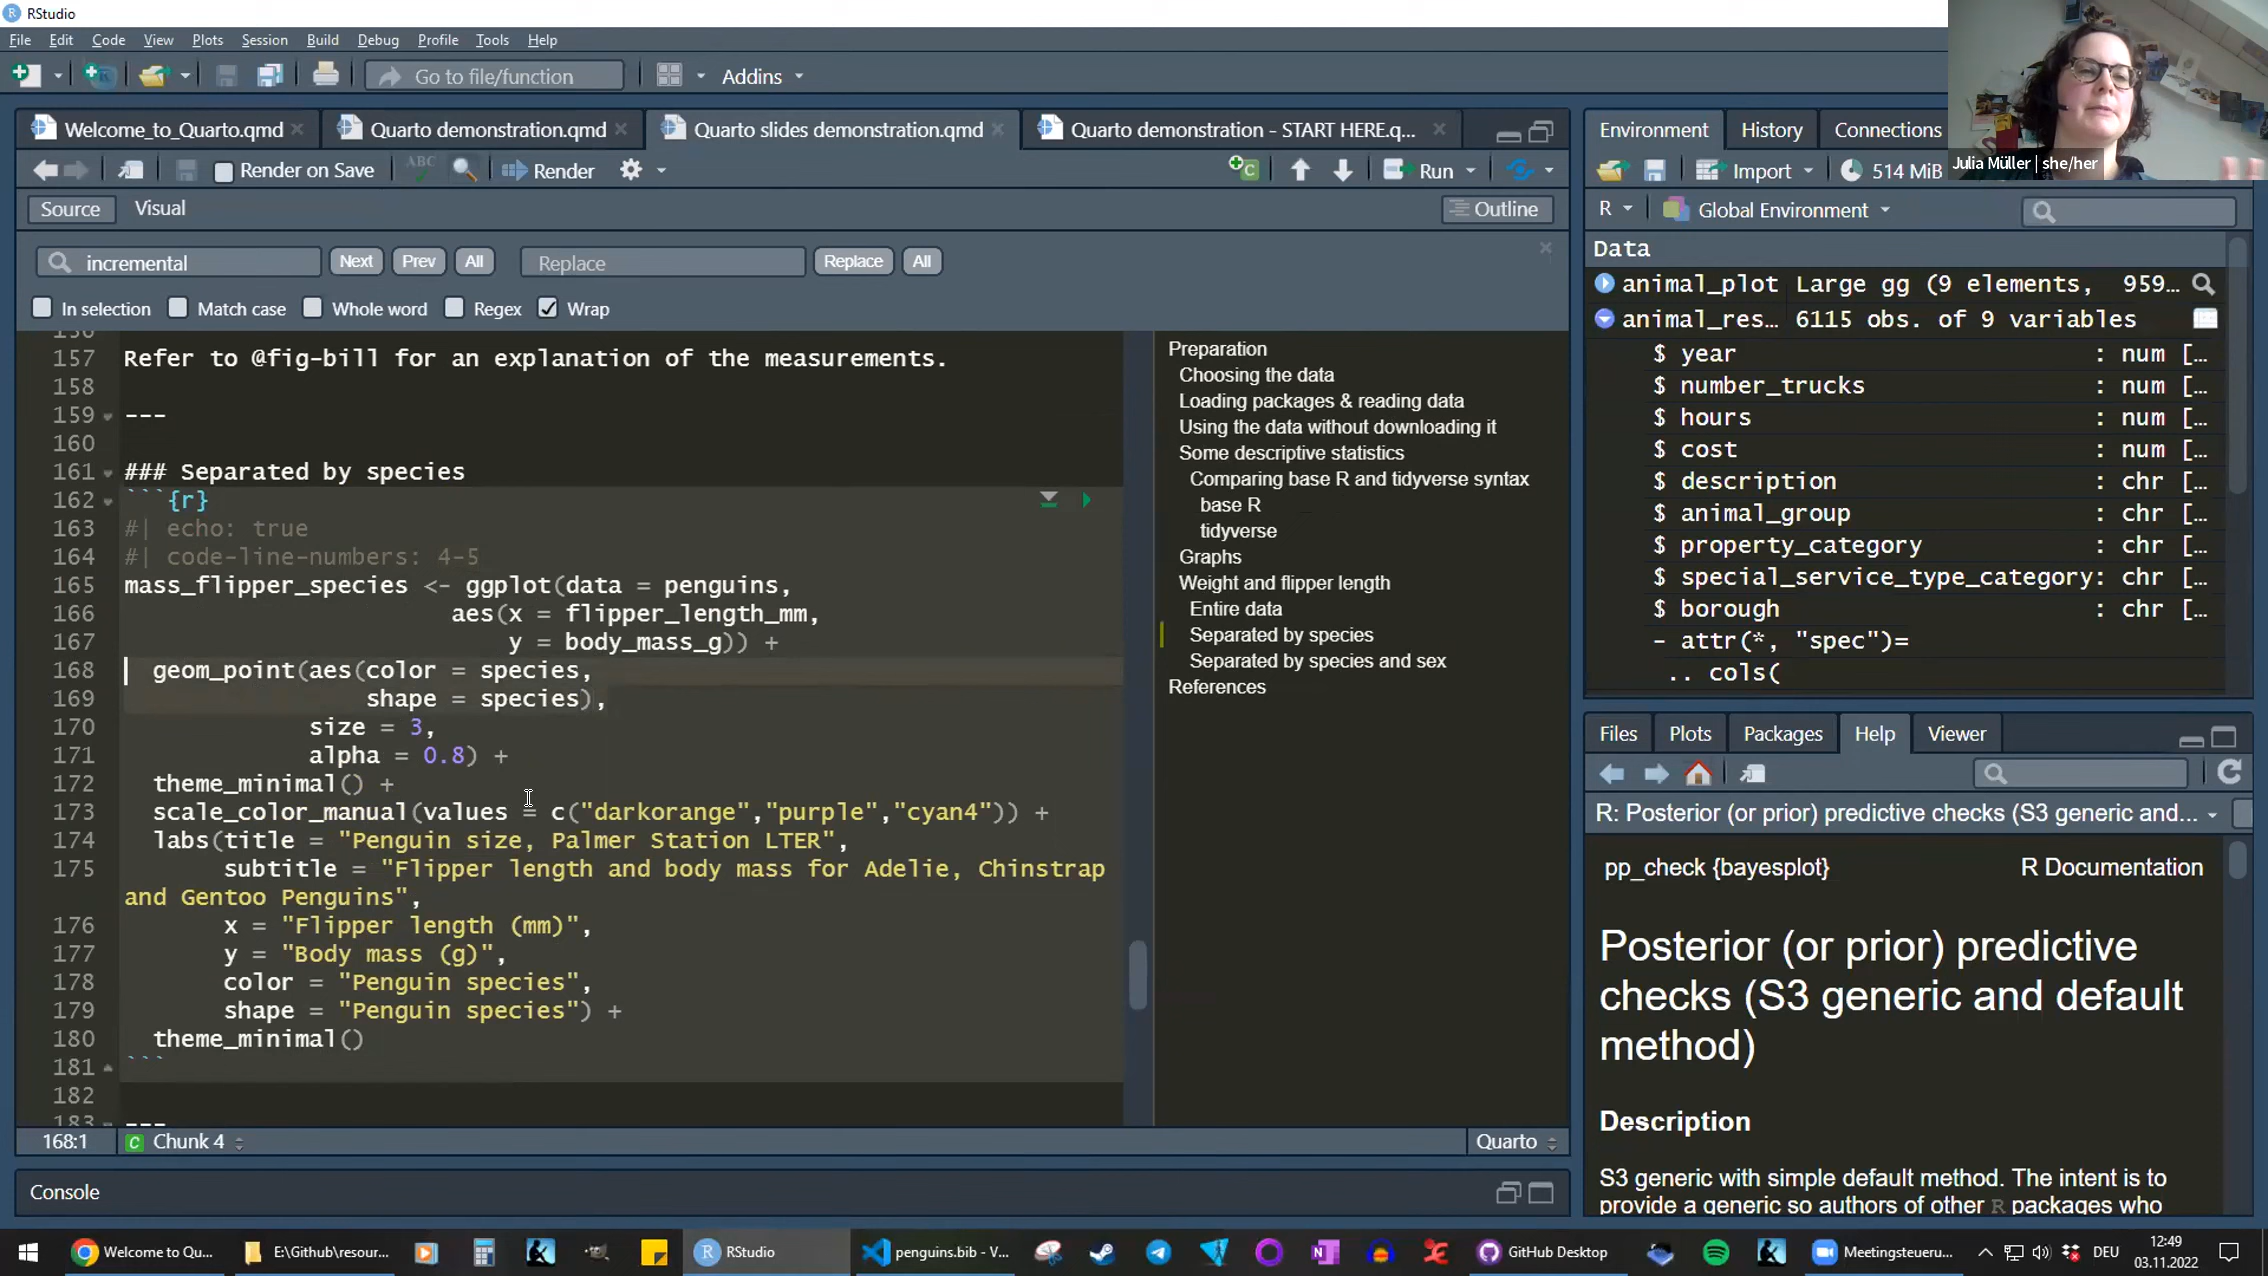 RStudio
File Edit Code View Plots Session Build Debug Profile Tools Help
Go to file/function Addins
Welcome_to_Quarto.qmd Quarto demonstration.qmd Quarto slides demonstration.qmd Quarto demonstration - START HERE.q...
Render on Save ABC Render Run
Source Visual Outline
incremental Next Prev All Replace Replace All
In selection Match case Whole word Regex Wrap
157 Refer to @fig-bill for an explanation of the measurements.
158
159 ---
160
161 ### Separated by species
162 ```{r}
163 #| echo: true
164 #| code-line-numbers: 4-5
165 mass_flipper_species <- ggplot(data = penguins,
166 aes(x = flipper_length_mm,
167 y = body_mass_g)) +
168 geom_point(aes(color = species,
169 shape = species),
170 size = 3,
171 alpha = 0.8) +
172 theme_minimal() +
173 scale_color_manual(values = c("darkorange","purple","cyan4")) +
174 labs(title = "Penguin size, Palmer Station LTER",
175 subtitle = "Flipper length and body mass for Adelie, Chinstrap
and Gentoo Penguins",
176 x = "Flipper length (mm)",
177 y = "Body mass (g)",
178 color = "Penguin species",
179 shape = "Penguin species") +
180 theme_minimal()
181 ```
182
183 ---
168:1 C Chunk 4 Quarto
Console
Preparation
Choosing the data
Loading packages & reading data
Using the data without downloading it
Some descriptive statistics
Comparing base R and tidyverse syntax
base R
tidyverse
Graphs
Weight and flipper length
Entire data
Separated by species
Separated by species and sex
References
Julia Müller | she/her
Environment History Connections
Import 514 MiB
R Global Environment
Data
animal_plot Large gg (9 elements, 959...
animal_res... 6115 obs. of 9 variables
$ year : num [...
$ number_trucks : num [...
$ hours : num [...
$ cost : num [...
$ description : chr [...
$ animal_group : chr [...
$ property_category : chr [...
$ special_service_type_category: chr [...
$ borough : chr [...
- attr(*, "spec")=
.. cols(
Files Plots Packages Help Viewer
R: Posterior (or prior) predictive checks (S3 generic and...
pp_check {bayesplot} R Documentation
Posterior (or prior) predictive
checks (S3 generic and default
method)
Description
S3 generic with simple default method. The intent is to
provide a generic so authors of other R packages who
Welcome to Qu... E:\Github\resour... RStudio penguins.bib - V... GitHub Desktop Meetingsteueru... DEU 12:49
03.11.2022